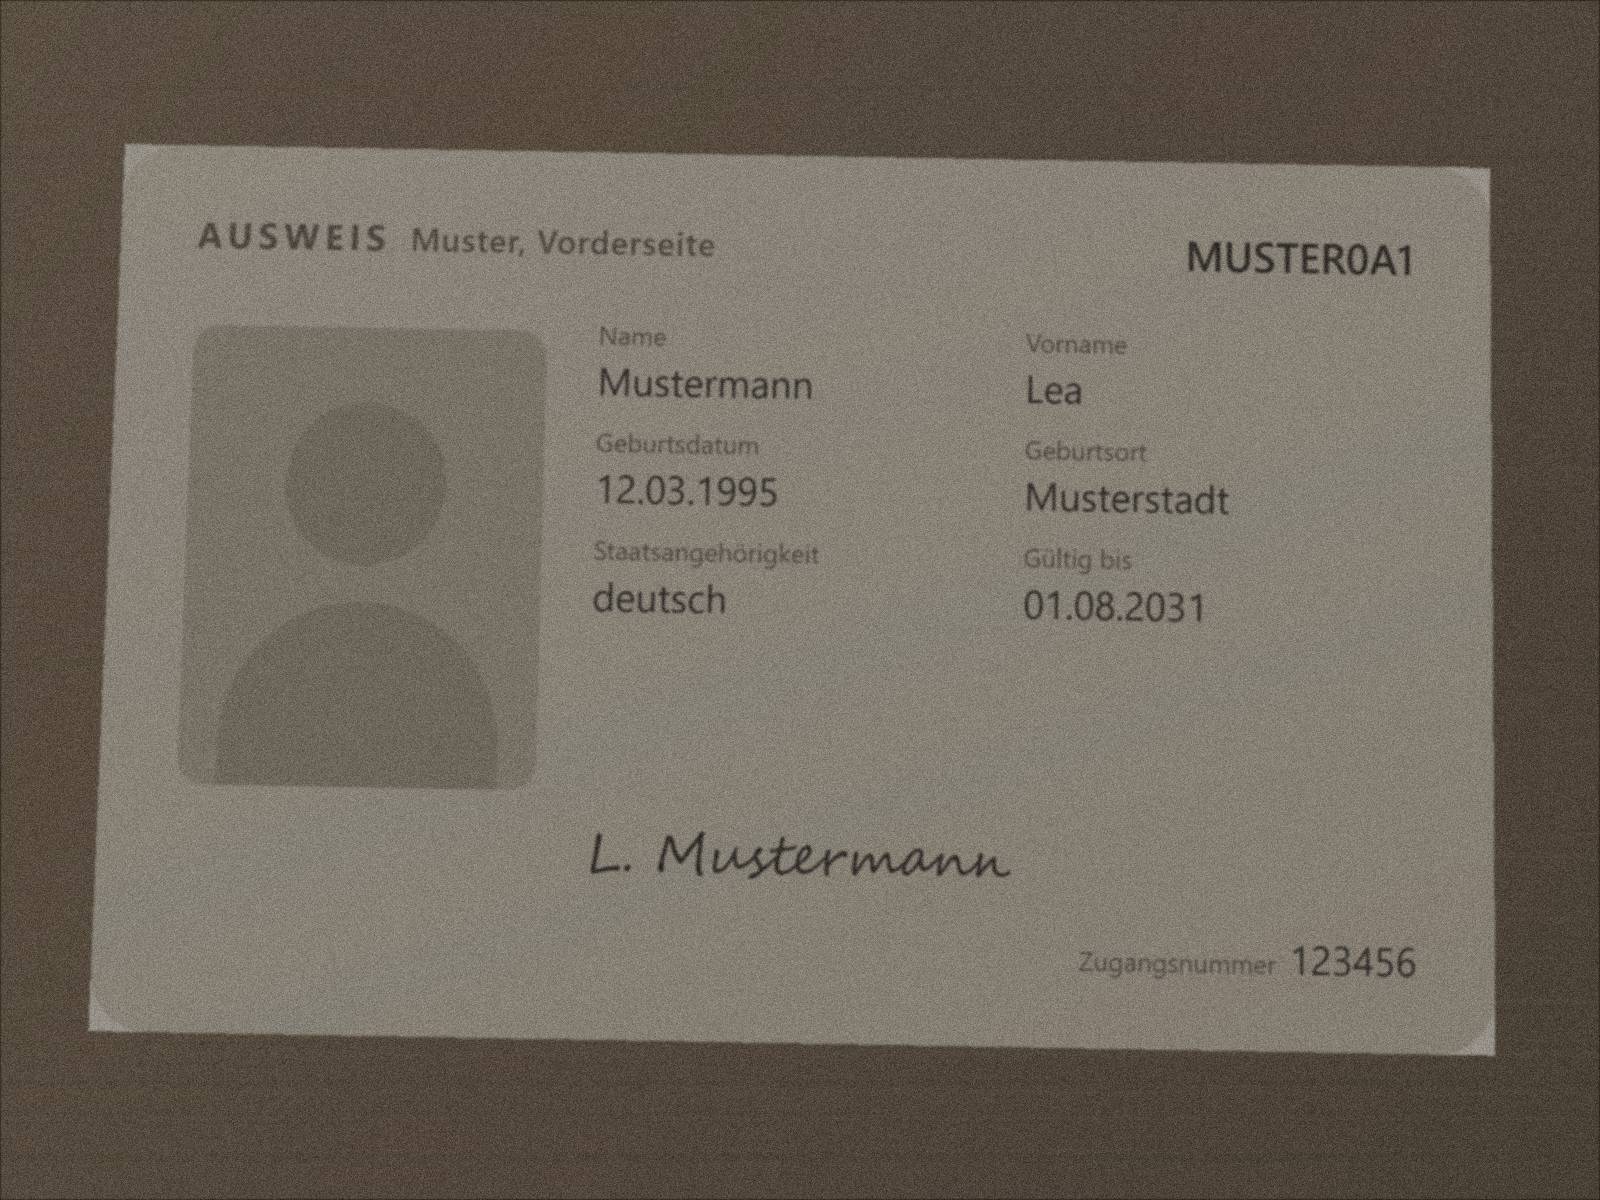 AUSWEIS Muster, Vorderseite
MUSTER0A1
Name
Mustermann
Vorname
Lea
Geburtsdatum
12.03.1995
Geburtsort
Musterstadt
Staatsangehörigkeit
deutsch
Gültig bis
01.08.2031
L. Mustermann
Zugangsnummer 123456